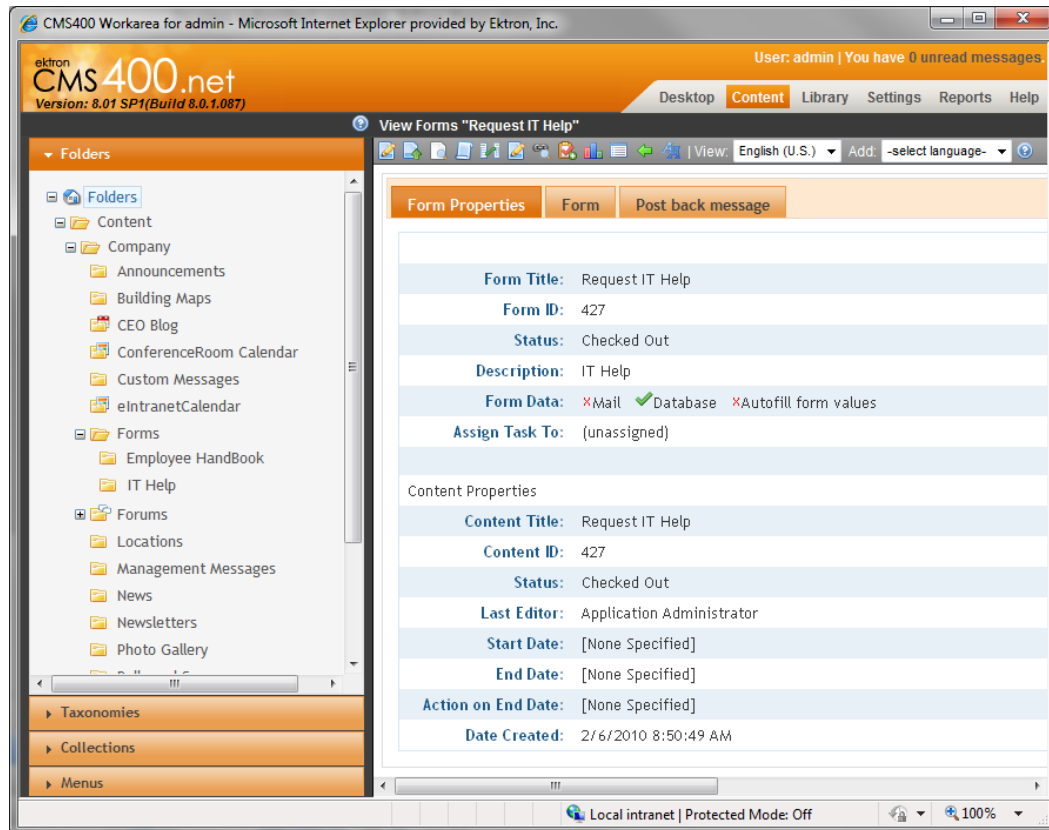 CMS400 Workarea for admin - Microsoft Internet Explorer provided by Ektron, Inc.
ektron
CMS400.net
Version: 8.01 SP1(Build 8.0.1.087)
User: admin | You have 0 unread messages.
Desktop Content Library Settings Reports Help
View Forms "Request IT Help"
Folders
View: English (U.S.) Add: -select language-
Folders
Content
Company
Announcements
Building Maps
CEO Blog
ConferenceRoom Calendar
Custom Messages
eIntranetCalendar
Forms
Employee HandBook
IT Help
Forums
Locations
Management Messages
News
Newsletters
Photo Gallery
Taxonomies
Collections
Menus
Form Properties Form Post back message
Form Title: Request IT Help
Form ID: 427
Status: Checked Out
Description: IT Help
Form Data: Mail Database Autofill form values
Assign Task To: (unassigned)
Content Properties
Content Title: Request IT Help
Content ID: 427
Status: Checked Out
Last Editor: Application Administrator
Start Date: [None Specified]
End Date: [None Specified]
Action on End Date: [None Specified]
Date Created: 2/6/2010 8:50:49 AM
Local intranet | Protected Mode: Off
100%